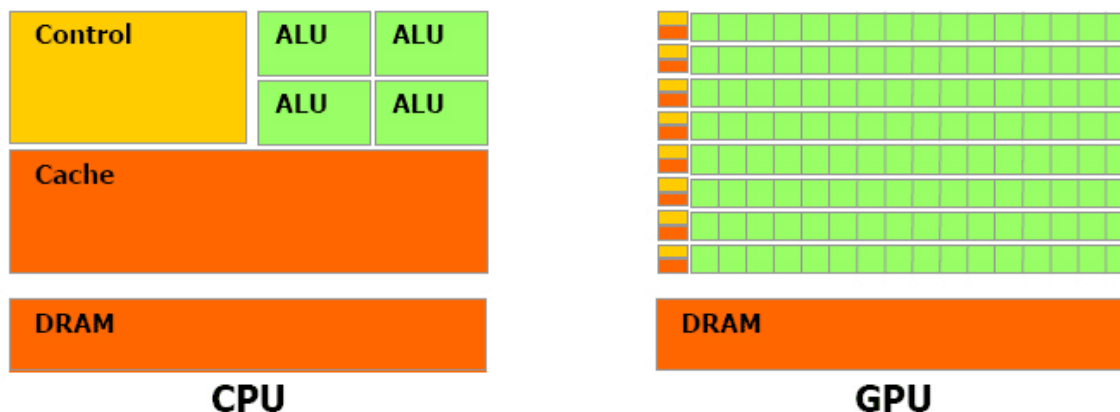 Control
ALU ALU
ALU ALU
Cache
DRAM
CPU
DRAM
GPU